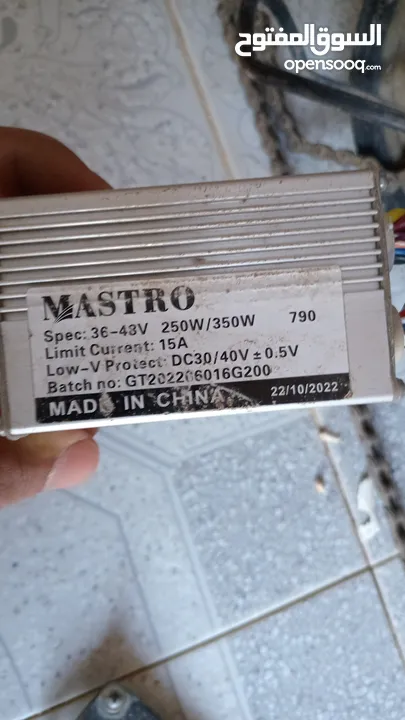 السوق المفتوح
opensooq.com
MASTRO
Spec: 36-48V 250W/350W 790
Limit Current: 15A
Low-V Protect: DC30/40V ± 0.5V
Batch no: GT202206016G200
MADE IN CHINA 22/10/2022